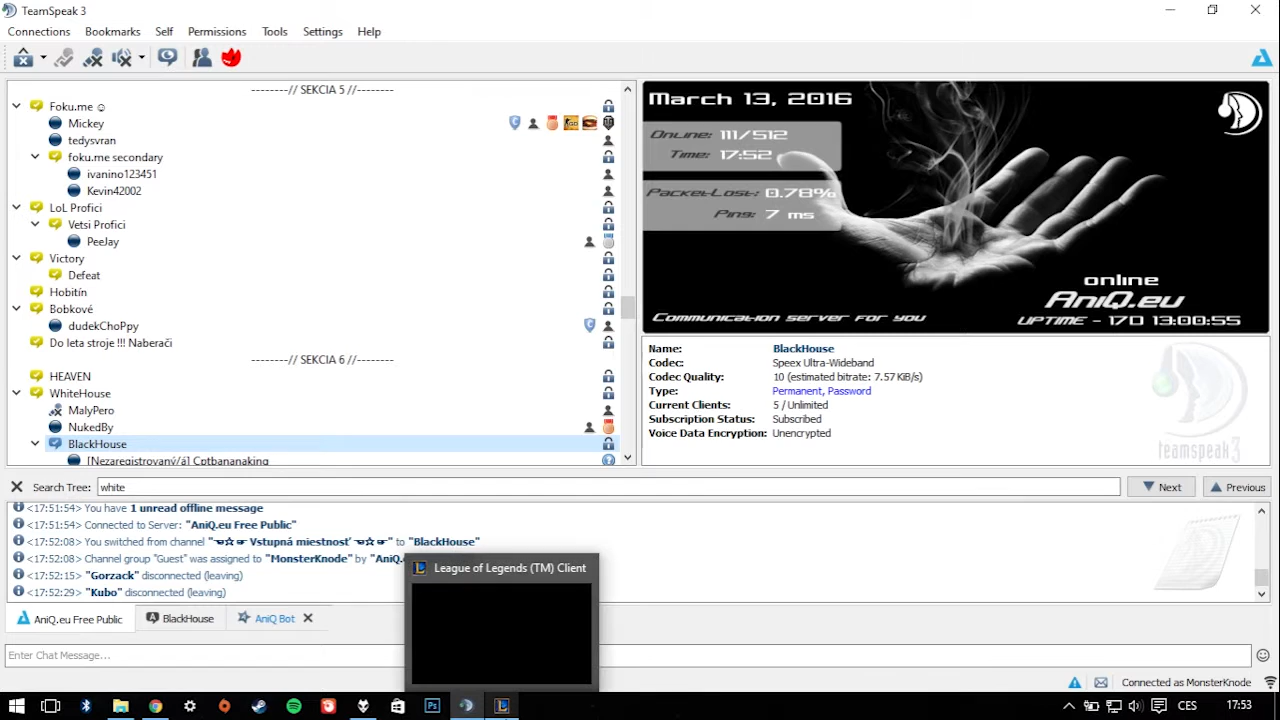 TeamSpeak 3
Connections Bookmarks Self Permissions Tools Settings Help
--------// SEKCIA 5 //--------
Foku.me ☺
Mickey
tedysvran
foku.me secondary
ivanino123451
Kevin42002
LoL Profici
Vetsi Profici
PeeJay
Victory
Defeat
Hobitín
Bobkové
dudekChoPpy
Do leta stroje !!! Naberači
--------// SEKCIA 6 //--------
HEAVEN
WhiteHouse
MalyPero
NukedBy
BlackHouse
[Nezaregistrovaný/á] Cptbananaking
March 13, 2016
Online: 111/512
Time: 17:52
Packet-Lost: 0.78%
Ping: 7 ms
online
AniQ.eu
Communication server for you
UPTIME - 170 13:00:55
Name: BlackHouse
Codec: Speex Ultra-Wideband
Codec Quality: 10 (estimated bitrate: 7.57 KiB/s)
Type: Permanent, Password
Current Clients: 5 / Unlimited
Subscription Status: Subscribed
Voice Data Encryption: Unencrypted
teamspeak 3
Search Tree: white Next Previous
<17:51:54> You have 1 unread offline message
<17:51:54> Connected to Server: "AniQ.eu Free Public"
<17:52:08> You switched from channel "☜☆☞ Vstupná miestnosť ☜☆☞" to "BlackHouse"
<17:52:08> Channel group "Guest" was assigned to "MonsterKnode" by "AniQ.
<17:52:15> "Gorzack" disconnected (leaving)
<17:52:29> "Kubo" disconnected (leaving)
League of Legends (TM) Client
AniQ.eu Free Public BlackHouse AniQ Bot
Enter Chat Message...
Connected as MonsterKnode
Ps
CES 17:53